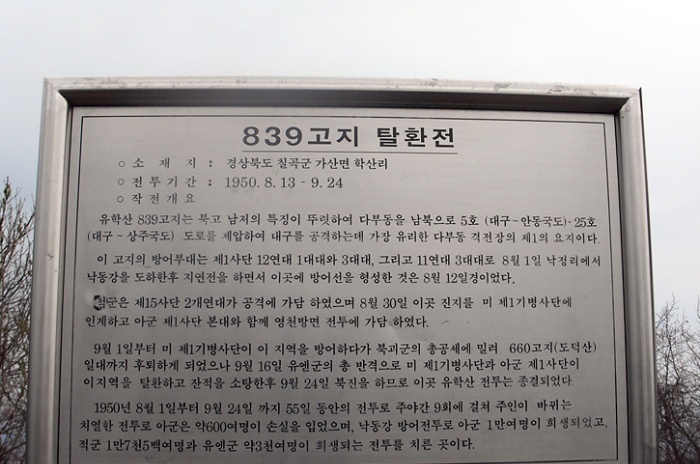 839고지 탈환전
○ 소 재 지 : 경상북도 칠곡군 가산면 학산리
○ 전투기간 : 1950. 8. 13 - 9. 24
○ 작전개요
유학산 839고지는 북고 남저의 특징이 뚜렷하여 다부동을 남북으로 5호 (대구~안동국도)·25호
(대구~상주국도) 도로를 제압하여 대구를 공격하는데 가장 유리한 다부동 격전장의 제1의 요지이다.
이 고지의 방어부대는 제1사단 12연대 1대대와 3대대, 그리고 11연대 3대대로 8월 1일 낙정리에서
낙동강을 도하한후 지연전을 하면서 이곳에 방어선을 형성한 것은 8월 12일경이었다.
군은 제15사단 2개연대가 공격에 가담 하였으며 8월 30일 이곳 진지를 미 제1기병사단에
인계하고 아군 제1사단 본대와 함께 영천방면 전투에 가담 하였다.
9월 1일부터 미 제1기병사단이 이 지역을 방어하다가 북괴군의 총공세에 밀려 660고지(도덕산)
일대까지 후퇴하게 되었으나 9월 16일 유엔군의 총 반격으로 미 제1기병사단과 아군 제1사단이
이지역을 탈환하고 잔적을 소탕한후 9월 24일 북진을 하므로 이곳 유학산 전투는 종결되었다.
1950년 8월 1일부터 9월 24일 까지 55일 동안의 전투로 주야간 9회에 걸쳐 주인이 바뀌는
치열한 전투로 아군은 약600여명이 손실을 입었으며, 낙동강 방어전투로 아군 1만여명이 희생되었고,
적군 1만7천5백여명과 유엔군 약3천여명이 희생되는 전투를 치른 곳이다.